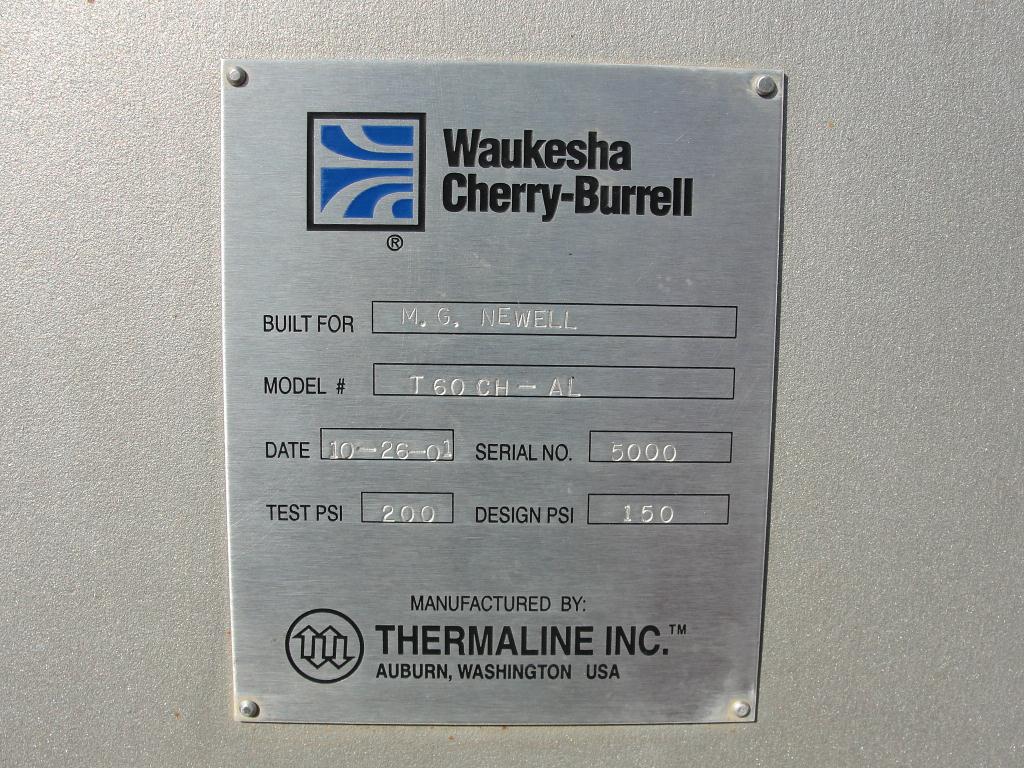 Waukesha
Cherry-Burrell
®
BUILT FOR M. G. NEWELL
MODEL # T60CH-AL
DATE 10-26-01 SERIAL NO. 5000
TEST PSI 200 DESIGN PSI 150
MANUFACTURED BY:
THERMALINE INC.™
AUBURN, WASHINGTON USA